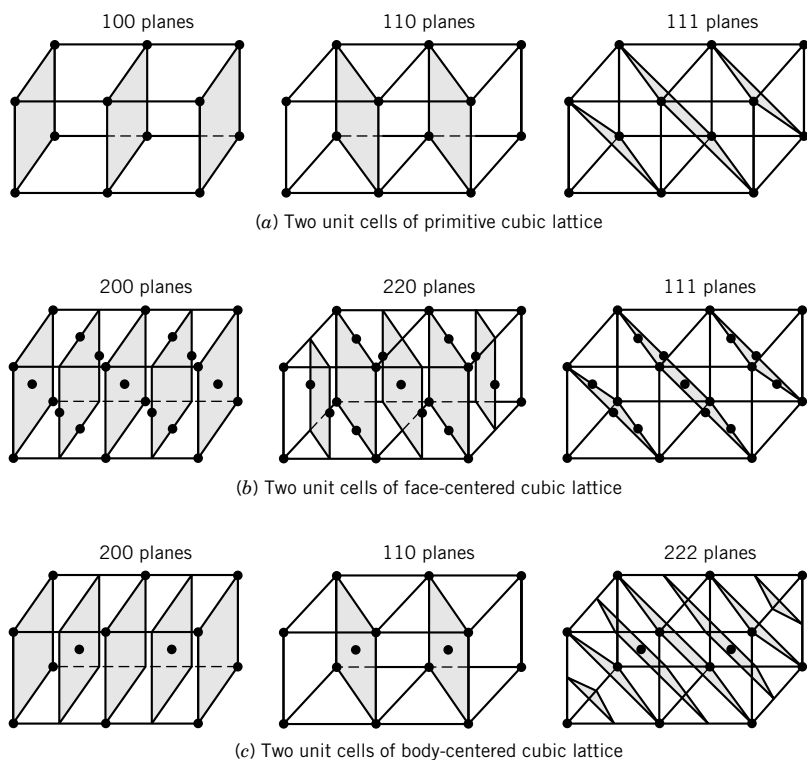 100 planes 110 planes 111 planes
(a) Two unit cells of primitive cubic lattice
200 planes 220 planes 111 planes
(b) Two unit cells of face-centered cubic lattice
200 planes 110 planes 222 planes
(c) Two unit cells of body-centered cubic lattice